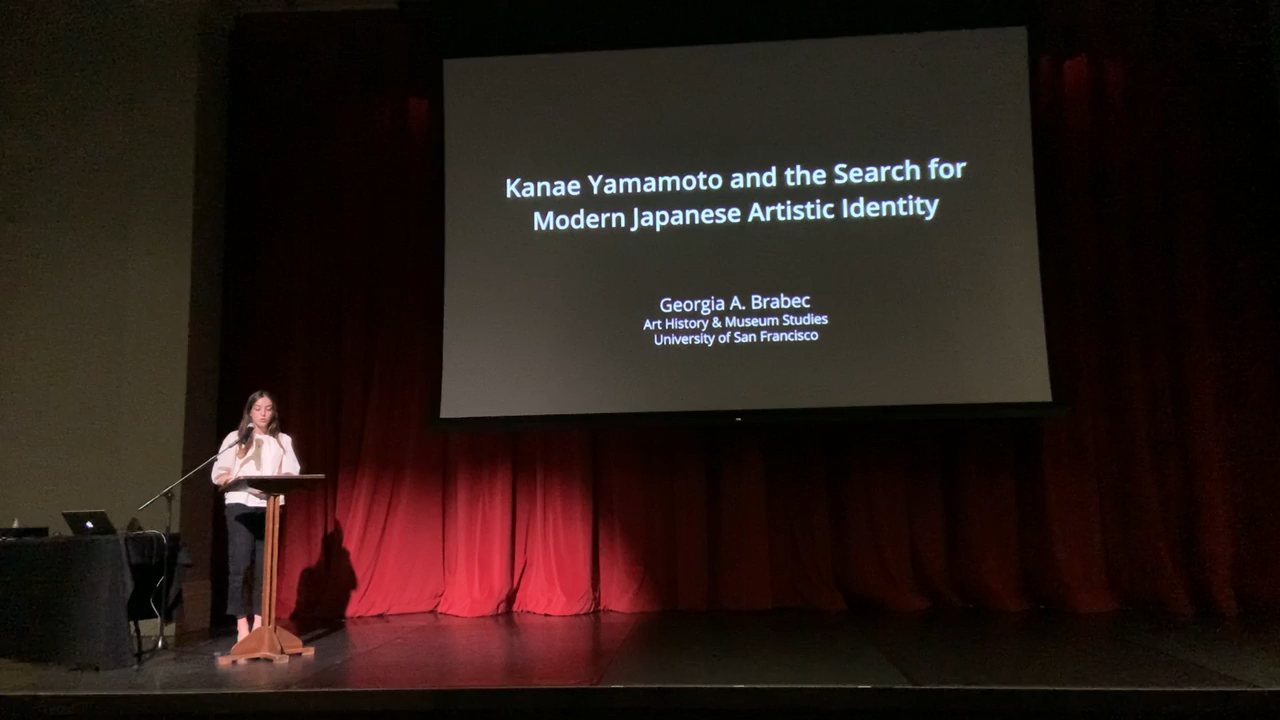 Kanae Yamamoto and the Search for
Modern Japanese Artistic Identity
Georgia A. Brabec
Art History & Museum Studies
University of San Francisco